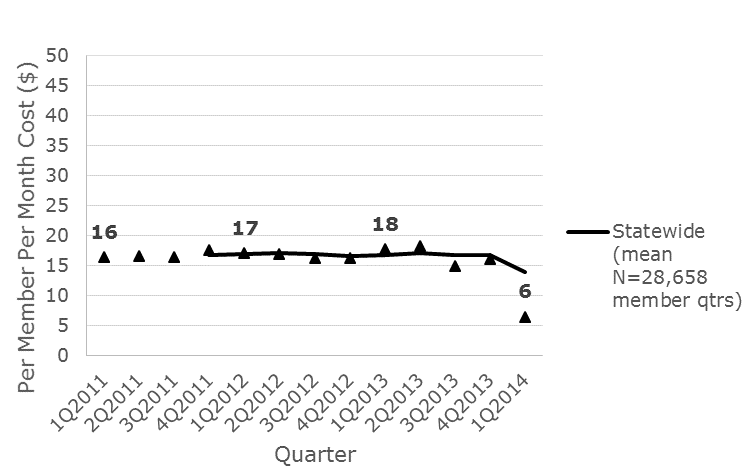 Per Member Per Month Cost ($)
50
45
40
35
30
25
20
15
10
5
0
16
17
18
6
1Q2011
2Q2011
3Q2011
4Q2011
1Q2012
2Q2012
3Q2012
4Q2012
1Q2013
2Q2013
3Q2013
4Q2013
1Q2014
Quarter
Statewide
(mean
N=28,658
member qtrs)